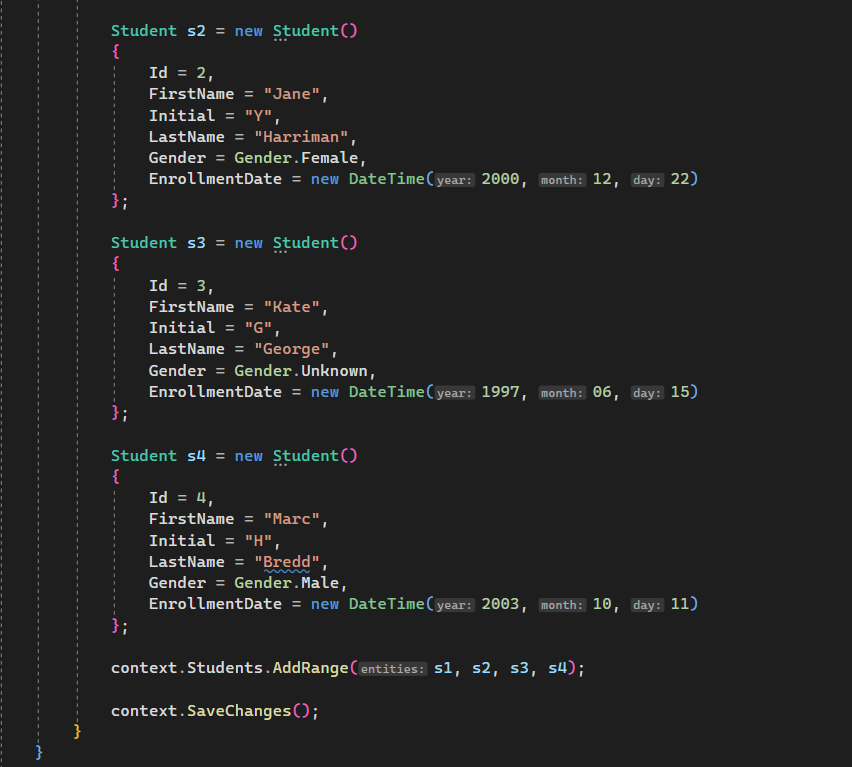 Student s2 = new Student()
{
Id = 2,
FirstName = "Jane",
Initial = "Y",
LastName = "Harriman",
Gender = Gender.Female,
EnrollmentDate = new DateTime(year: 2000, month: 12, day: 22)
};
Student s3 = new Student()
{
Id = 3,
FirstName = "Kate",
Initial = "G",
LastName = "George",
Gender = Gender.Unknown,
EnrollmentDate = new DateTime(year: 1997, month: 06, day: 15)
};
Student s4 = new Student()
{
Id = 4,
FirstName = "Marc",
Initial = "H",
LastName = "Bredd",
Gender = Gender.Male,
EnrollmentDate = new DateTime(year: 2003, month: 10, day: 11)
};
context.Students.AddRange(entities: s1, s2, s3, s4);
context.SaveChanges();
}
}